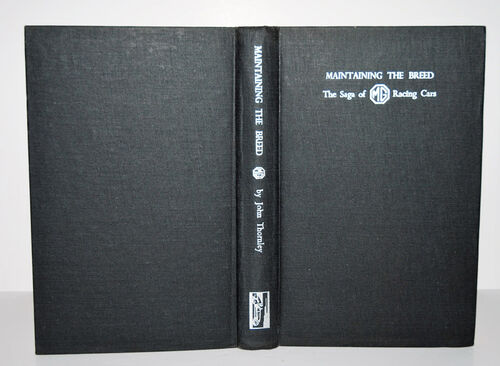 MAINTAINING THE BREED
The Saga of MG Racing Cars
MAINTAINING THE BREED MG by John Thornley